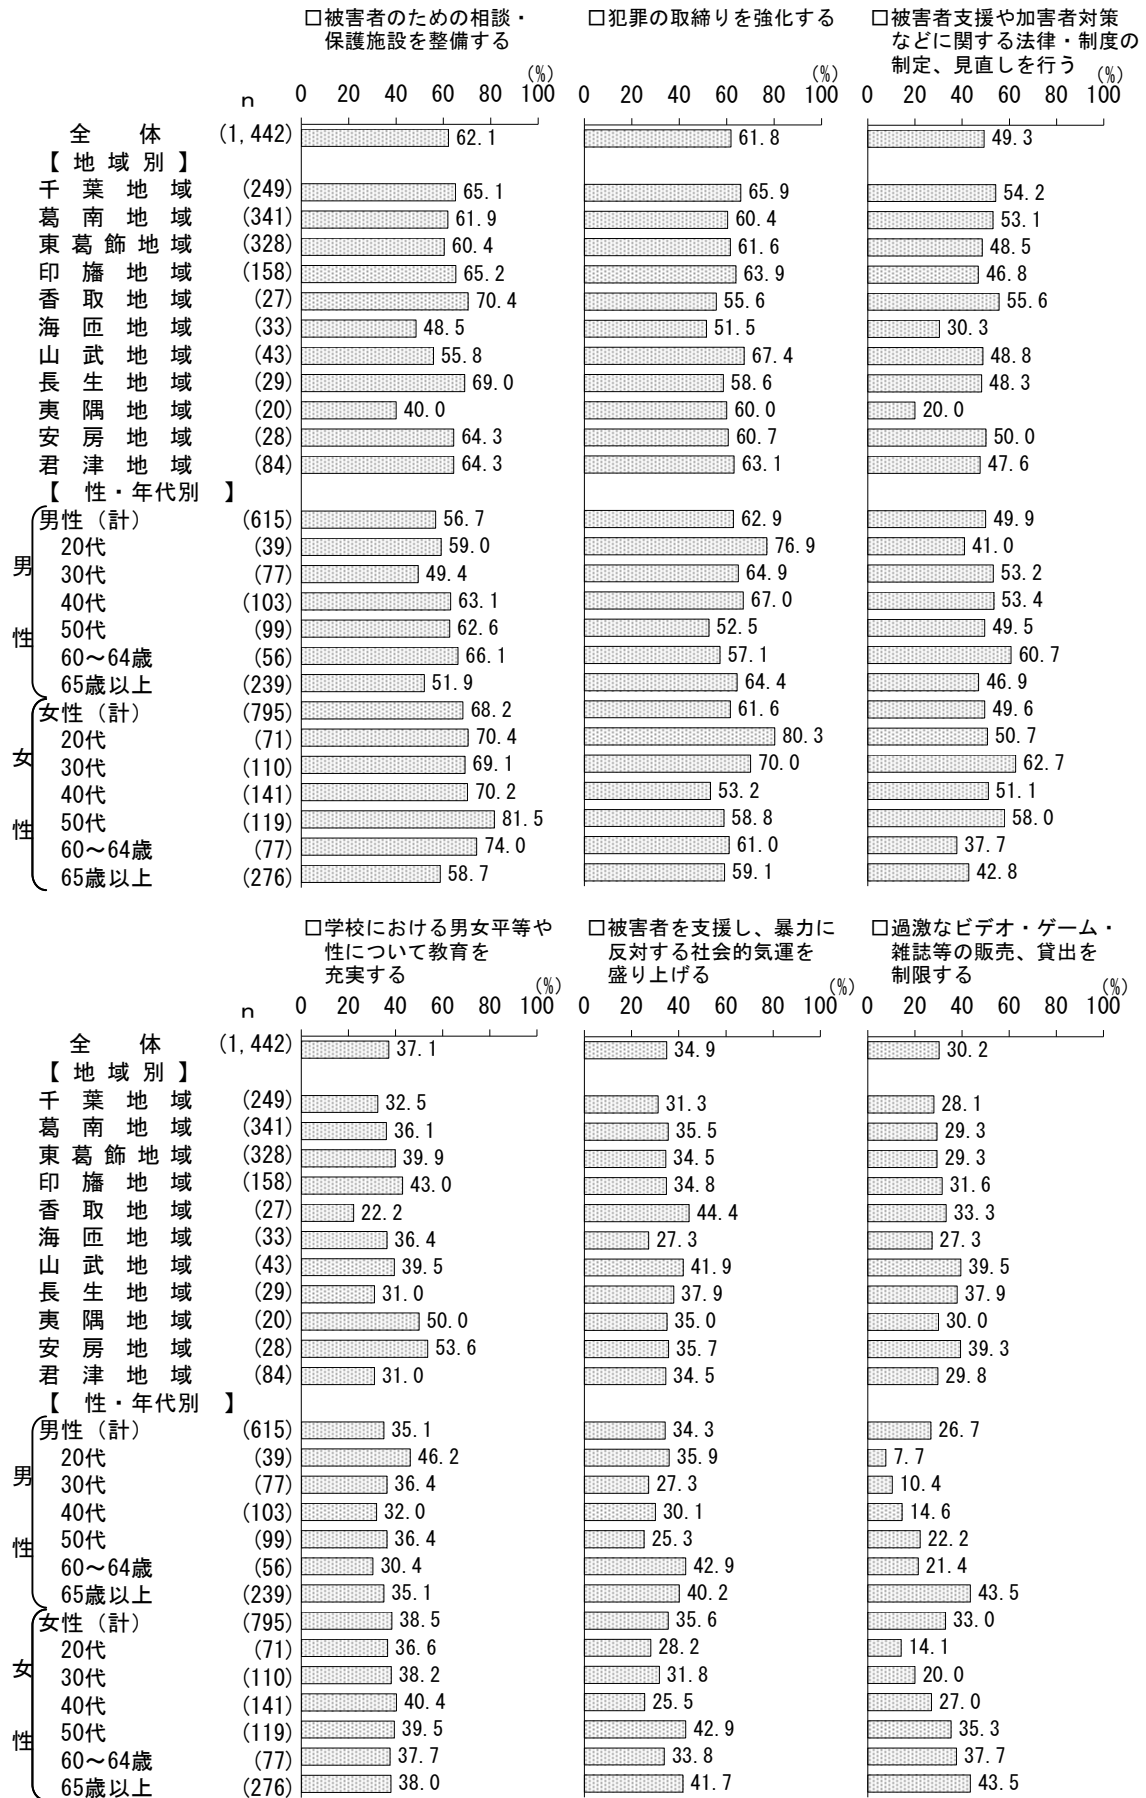 □被害者のための相談・
保護施設を整備する
□犯罪の取締りを強化する
□被害者支援や加害者対策
などに関する法律・制度の
制定、見直しを行う
(%) (%) (%)
n 0 20 40 60 80 100 0 20 40 60 80 100 0 20 40 60 80 100
全体 (1,442) 62.1 61.8 49.3
【地域別】
千葉地域 (249) 65.1 65.9 54.2
葛南地域 (341) 61.9 60.4 53.1
東葛飾地域 (328) 60.4 61.6 48.5
印旛地域 (158) 65.2 63.9 46.8
香取地域 (27) 70.4 55.6 55.6
海匝地域 (33) 48.5 51.5 30.3
山武地域 (43) 55.8 67.4 48.8
長生地域 (29) 69.0 58.6 48.3
夷隅地域 (20) 40.0 60.0 20.0
安房地域 (28) 64.3 60.7 50.0
君津地域 (84) 64.3 63.1 47.6
【 性・年代別 】
男性
男性（計） (615) 56.7 62.9 49.9
20代 (39) 59.0 76.9 41.0
30代 (77) 49.4 64.9 53.2
40代 (103) 63.1 67.0 53.4
50代 (99) 62.6 52.5 49.5
60～64歳 (56) 66.1 57.1 60.7
65歳以上 (239) 51.9 64.4 46.9
女性
女性（計） (795) 68.2 61.6 49.6
20代 (71) 70.4 80.3 50.7
30代 (110) 69.1 70.0 62.7
40代 (141) 70.2 53.2 51.1
50代 (119) 81.5 58.8 58.0
60～64歳 (77) 74.0 61.0 37.7
65歳以上 (276) 58.7 59.1 42.8
□学校における男女平等や
性について教育を
充実する
□被害者を支援し、暴力に
反対する社会的気運を
盛り上げる
□過激なビデオ・ゲーム・
雑誌等の販売、貸出を
制限する
(%) (%) (%)
n 0 20 40 60 80 100 0 20 40 60 80 100 0 20 40 60 80 100
全体 (1,442) 37.1 34.9 30.2
【地域別】
千葉地域 (249) 32.5 31.3 28.1
葛南地域 (341) 36.1 35.5 29.3
東葛飾地域 (328) 39.9 34.5 29.3
印旛地域 (158) 43.0 34.8 31.6
香取地域 (27) 22.2 44.4 33.3
海匝地域 (33) 36.4 27.3 27.3
山武地域 (43) 39.5 41.9 39.5
長生地域 (29) 31.0 37.9 37.9
夷隅地域 (20) 50.0 35.0 30.0
安房地域 (28) 53.6 35.7 39.3
君津地域 (84) 31.0 34.5 29.8
【 性・年代別 】
男性
男性（計） (615) 35.1 34.3 26.7
20代 (39) 46.2 35.9 7.7
30代 (77) 36.4 27.3 10.4
40代 (103) 32.0 30.1 14.6
50代 (99) 36.4 25.3 22.2
60～64歳 (56) 30.4 42.9 21.4
65歳以上 (239) 35.1 40.2 43.5
女性
女性（計） (795) 38.5 35.6 33.0
20代 (71) 36.6 28.2 14.1
30代 (110) 38.2 31.8 20.0
40代 (141) 40.4 25.5 27.0
50代 (119) 39.5 42.9 35.3
60～64歳 (77) 37.7 33.8 37.7
65歳以上 (276) 38.0 41.7 43.5